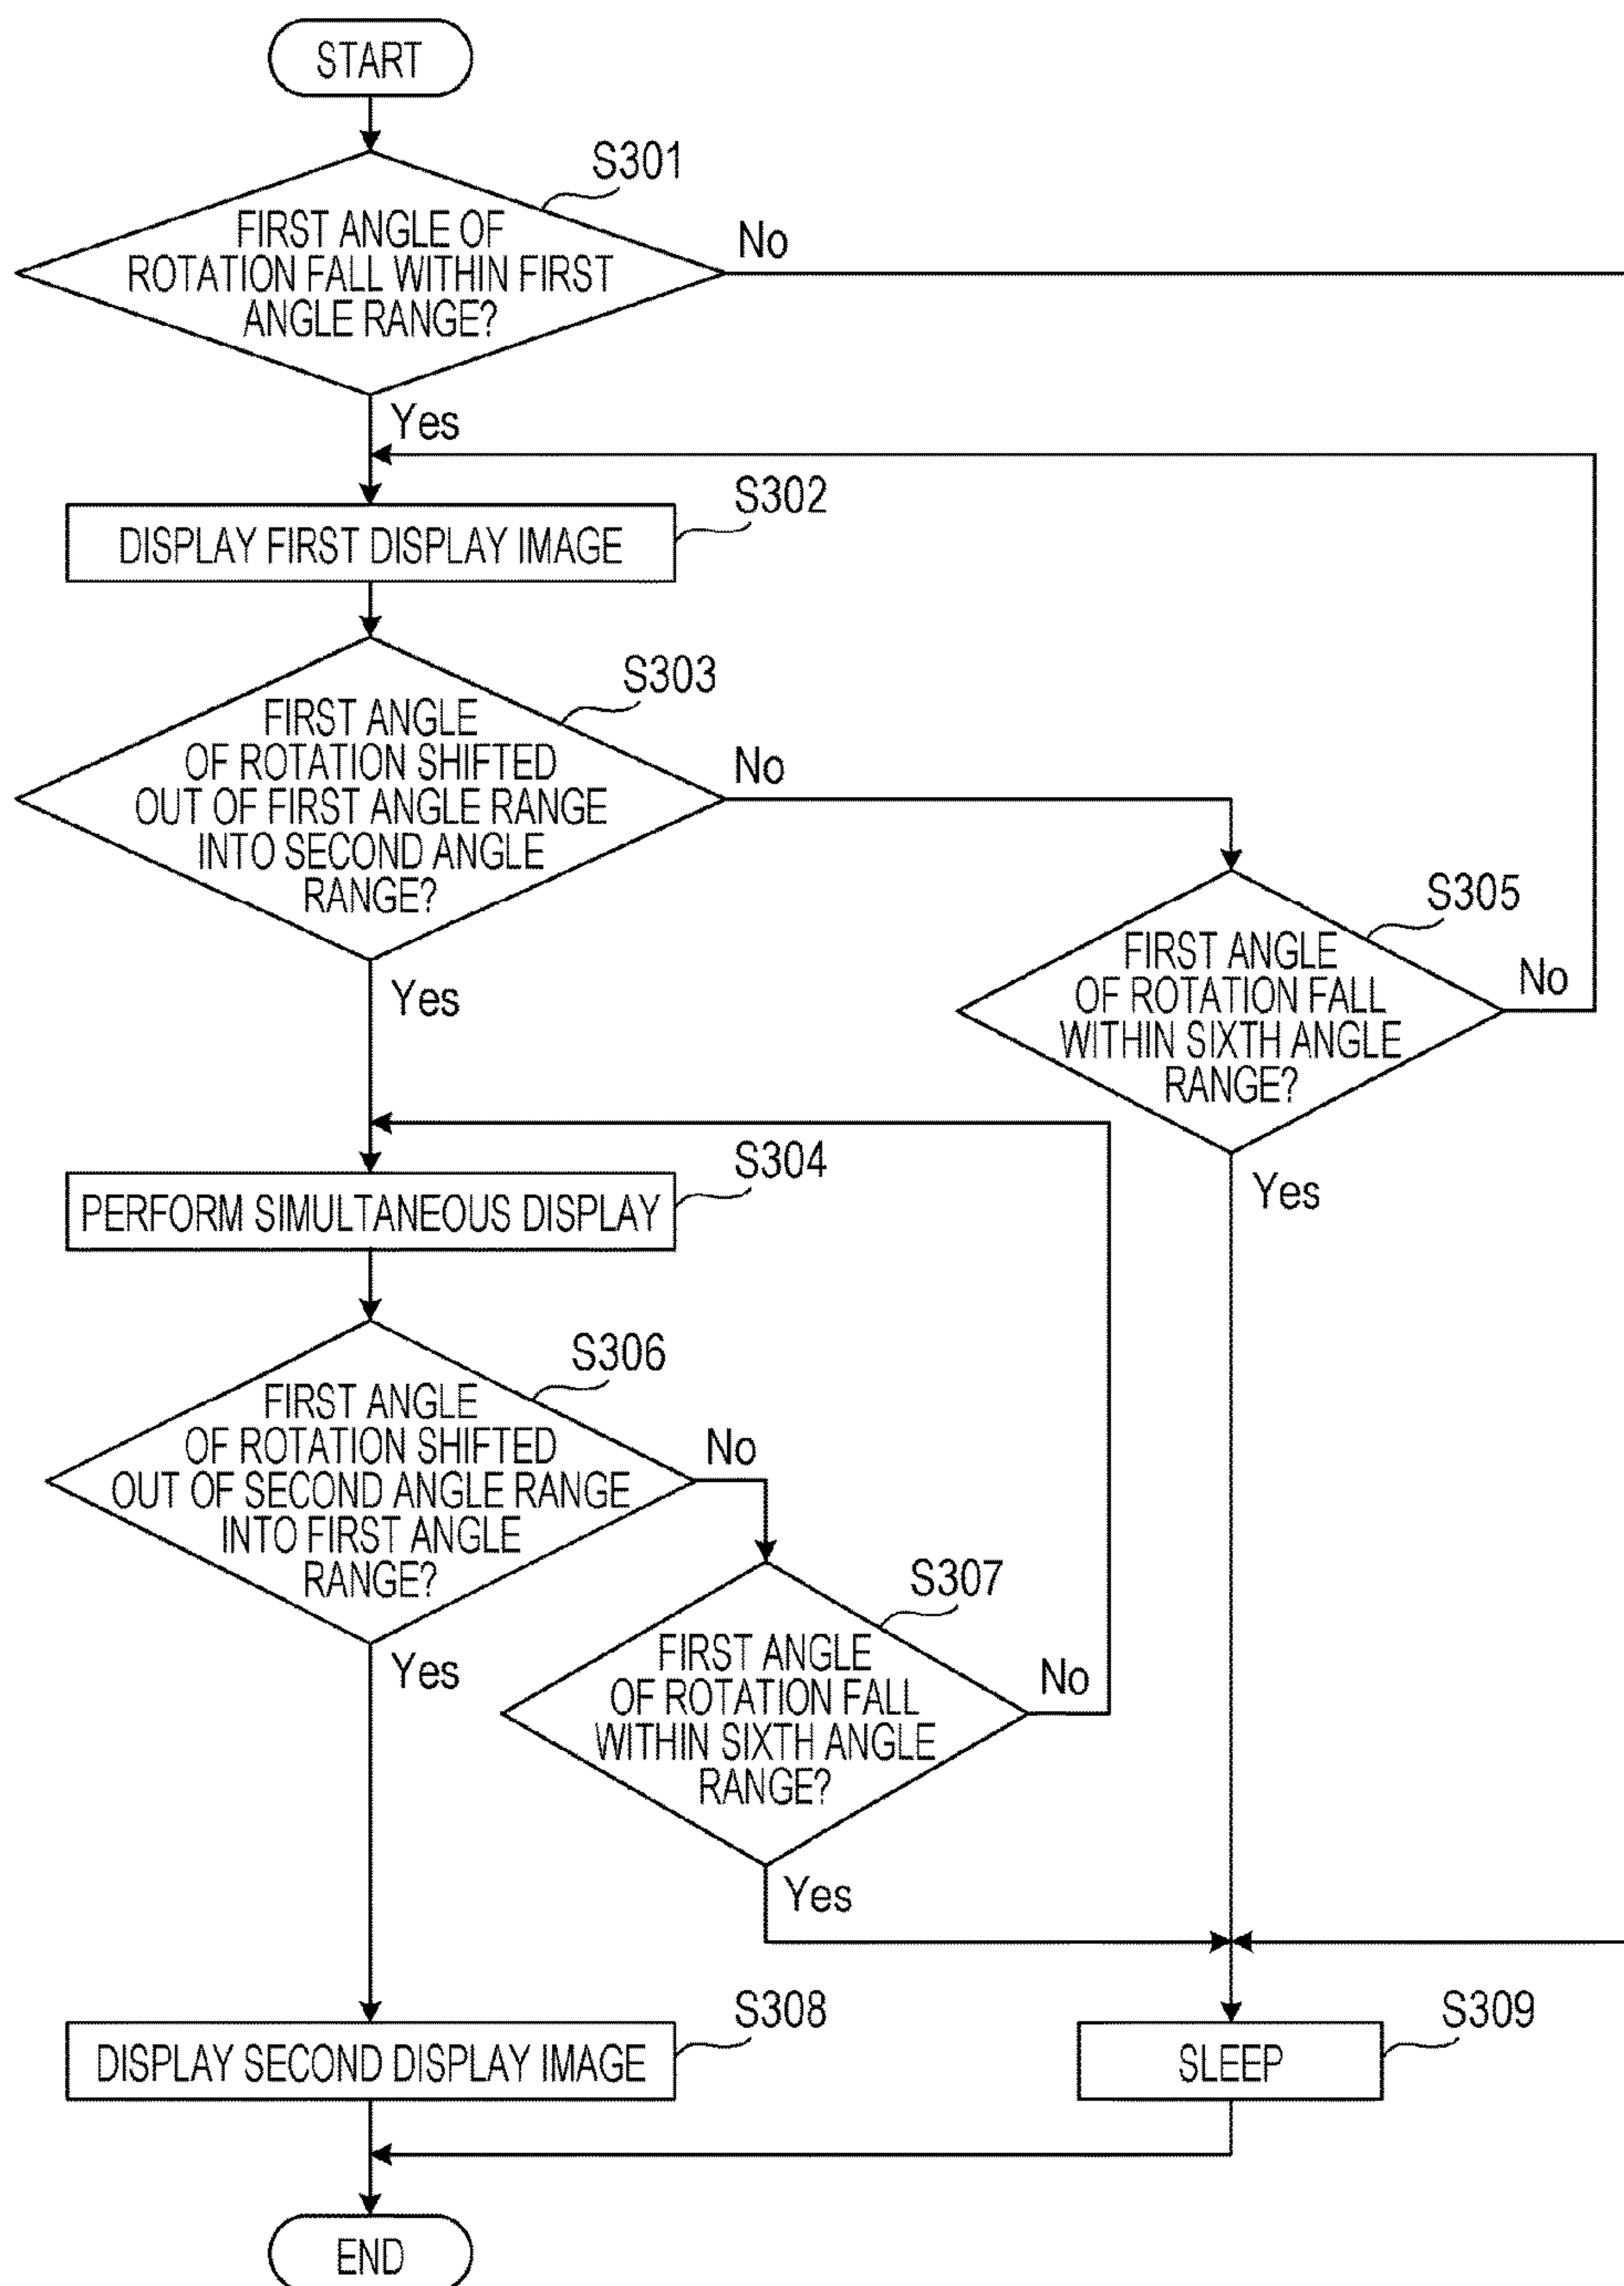 START
S301
FIRST ANGLE OF
ROTATION FALL WITHIN FIRST
ANGLE RANGE?
No
Yes
S302
DISPLAY FIRST DISPLAY IMAGE
S303
FIRST ANGLE
OF ROTATION SHIFTED
OUT OF FIRST ANGLE RANGE
INTO SECOND ANGLE
RANGE?
No
Yes
S305
FIRST ANGLE
OF ROTATION FALL
WITHIN SIXTH ANGLE
RANGE?
No
Yes
S304
PERFORM SIMULTANEOUS DISPLAY
S306
FIRST ANGLE
OF ROTATION SHIFTED
OUT OF SECOND ANGLE RANGE
INTO FIRST ANGLE
RANGE?
No
Yes
S307
FIRST ANGLE
OF ROTATION FALL
WITHIN SIXTH ANGLE
RANGE?
No
Yes
S308
DISPLAY SECOND DISPLAY IMAGE
S309
SLEEP
END